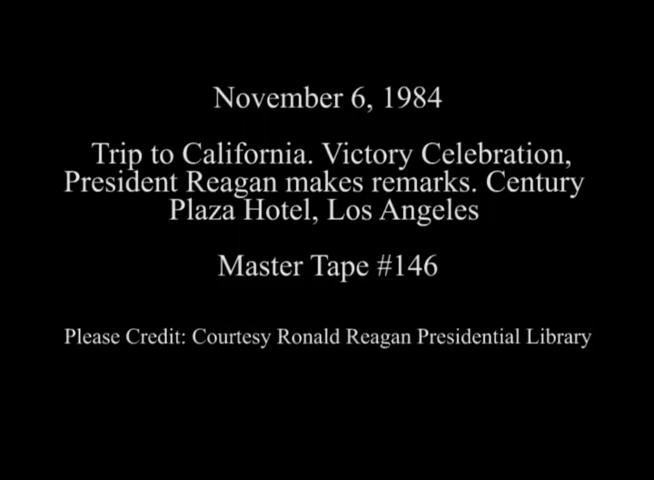 November 6, 1984
Trip to California. Victory Celebration,
President Reagan makes remarks. Century
Plaza Hotel, Los Angeles
Master Tape #146
Please Credit: Courtesy Ronald Reagan Presidential Library